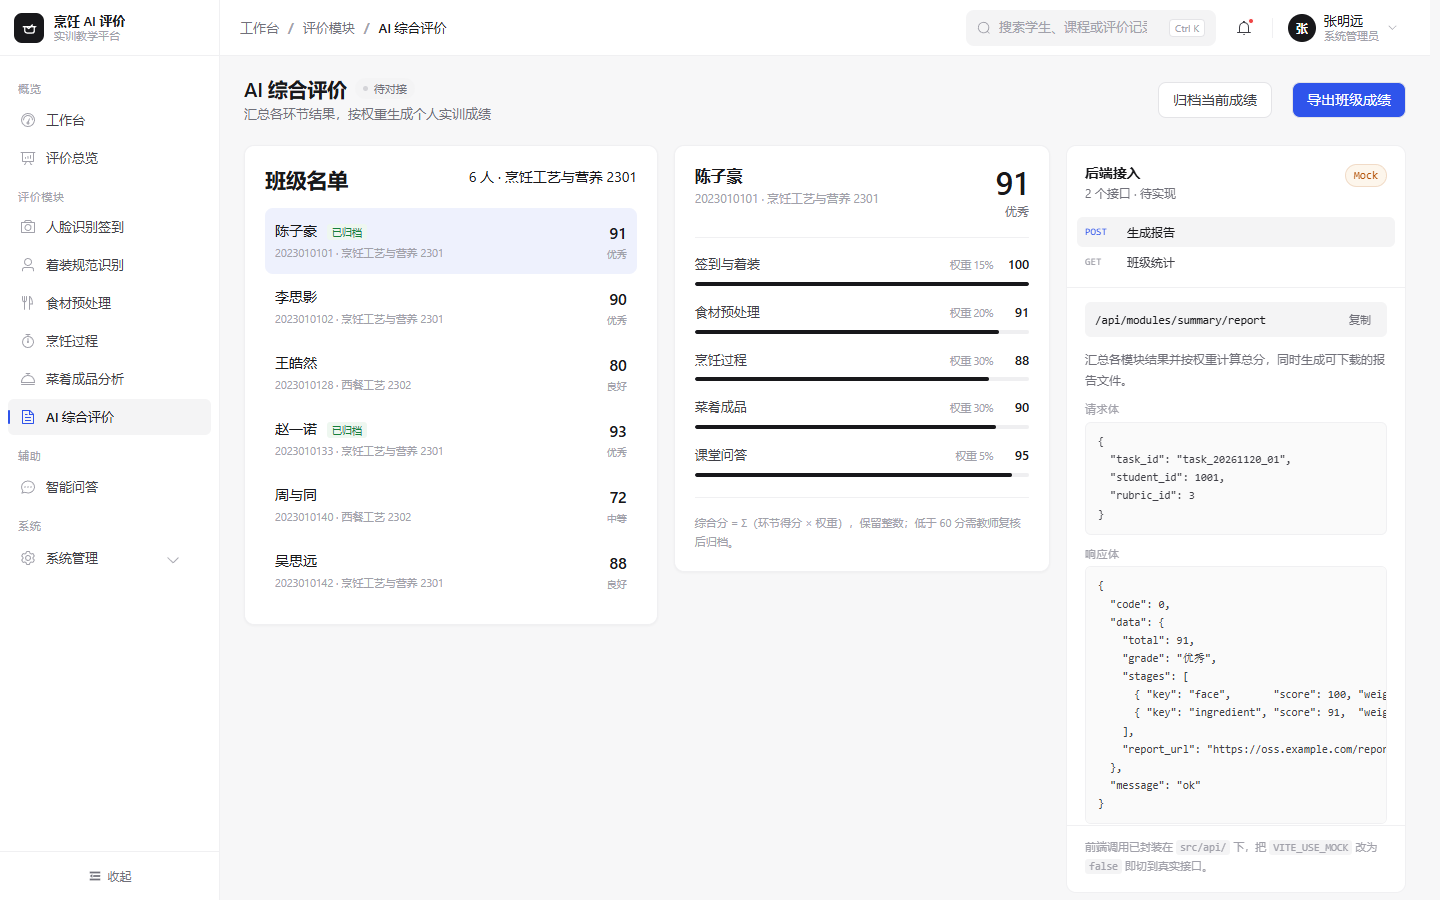 烹饪 AI 评价
实训教学平台
概览
工作台
评价总览
评价模块
人脸识别签到
着装规范识别
食材预处理
烹饪过程
菜肴成品分析
AI 综合评价
辅助
智能问答
系统
系统管理
收起
工作台 / 评价模块 / AI 综合评价
搜索学生、课程或评价记录 Ctrl K
张
张明远
系统管理员
AI 综合评价 待对接
汇总各环节结果，按权重生成个人实训成绩
归档当前成绩 导出班级成绩
班级名单 6 人 · 烹饪工艺与营养 2301
陈子豪 已归档 91
2023010101 · 烹饪工艺与营养 2301 优秀
李思影 90
2023010102 · 烹饪工艺与营养 2301 优秀
王皓然 80
2023010128 · 西餐工艺 2302 良好
赵一诺 已归档 93
2023010133 · 烹饪工艺与营养 2301 优秀
周与同 72
2023010140 · 西餐工艺 2302 中等
吴思远 88
2023010142 · 烹饪工艺与营养 2301 良好
陈子豪 91
2023010101 · 烹饪工艺与营养 2301 优秀
签到与着装 权重 15% 100
食材预处理 权重 20% 91
烹饪过程 权重 30% 88
菜肴成品 权重 30% 90
课堂问答 权重 5% 95
综合分 = Σ（环节得分 × 权重），保留整数；低于 60 分需教师复核
后归档。
后端接入 Mock
2 个接口 · 待实现
POST 生成报告
GET 班级统计
/api/modules/summary/report 复制
汇总各模块结果并按权重计算总分，同时生成可下载的报
告文件。
请求体
{
"task_id": "task_20261120_01",
"student_id": 1001,
"rubric_id": 3
}
响应体
{
"code": 0,
"data": {
"total": 91,
"grade": "优秀",
"stages": [
{ "key": "face", "score": 100, "weig
{ "key": "ingredient", "score": 91, "weig
],
"report_url": "https://oss.example.com/repor
},
"message": "ok"
}
前端调用已封装在 src/api/ 下，把 VITE_USE_MOCK 改为
false 即切到真实接口。